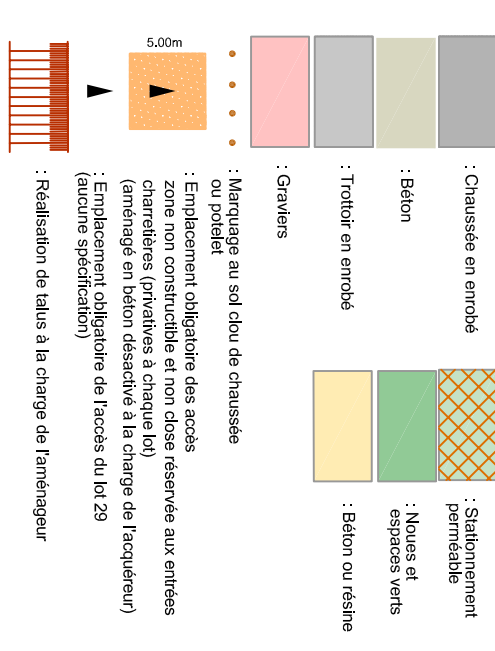 : Chaussée en enrobé
: Béton
: Trottoir en enrobé
: Graviers
: Marquage au sol clou de chaussée
ou potelet
5.00m
: Emplacement obligatoire des accès
zone non constructible et non close réservée aux entrées
charretières (privatives à chaque lot)
(aménagé en béton désactivé à la charge de l'acquéreur)
: Emplacement obligatoire de l'accès du lot 29
(aucune spécification)
: Réalisation de talus à la charge de l'aménageur
: Stationnement
perméable
: Noues et
espaces verts
: Béton ou résine